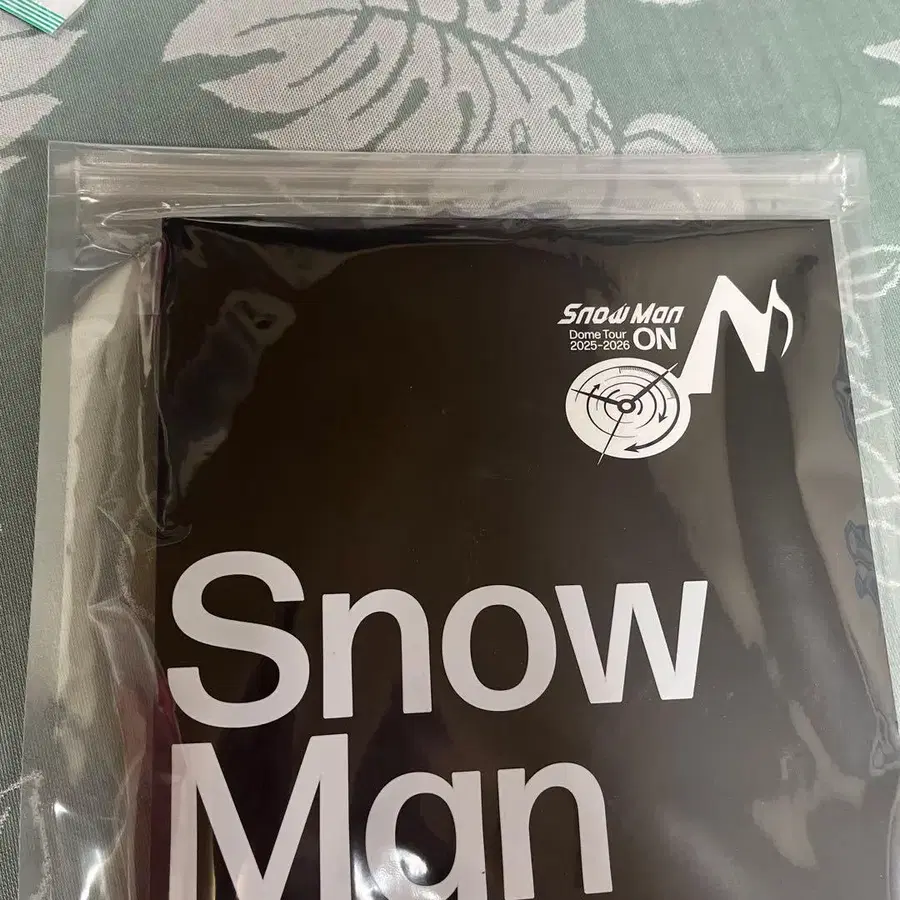 Snow Man
Dome Tour
2025-2026 ON
Snow
Man